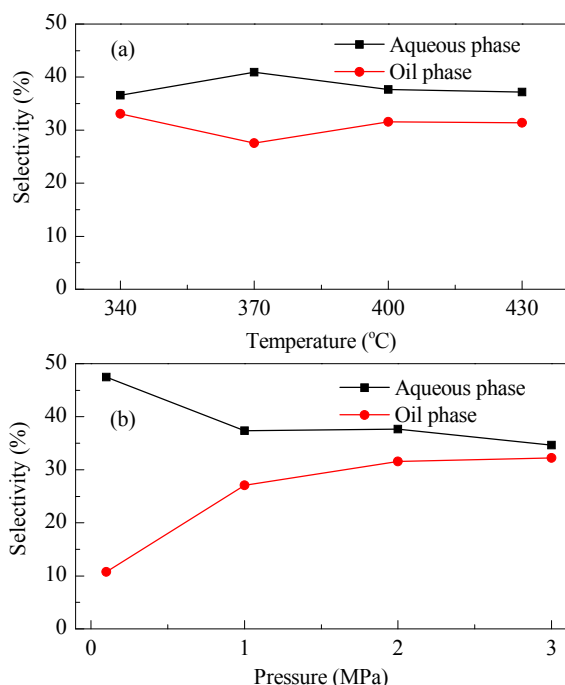 50
(a)
Aqueous phase
40
Oil phase
30
20
10
0
Selectivity (%)
340 370 400 430
Temperature (°C)
50
Aqueous phase
(b)
Oil phase
40
30
20
10
0
Selectivity (%)
0 1 2 3
Pressure (MPa)